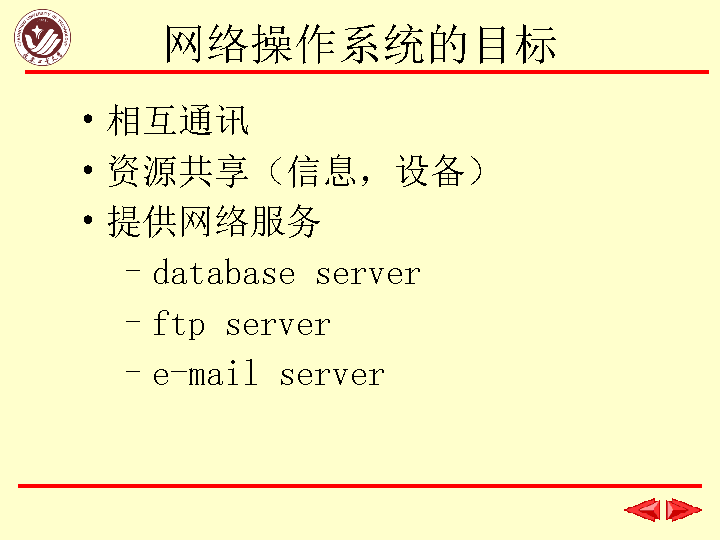 网络操作系统的目标
• 相互通讯
• 资源共享（信息，设备）
• 提供网络服务
– database server
– ftp server
– e-mail server